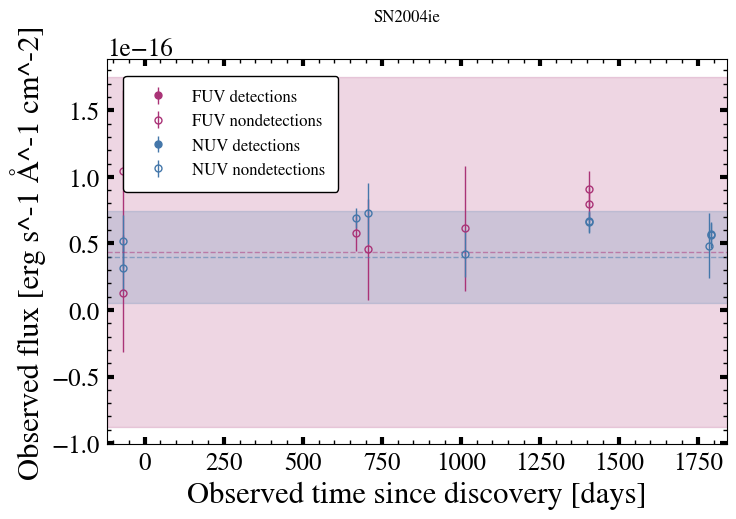 SN2004ie
1e−16
FUV detections
FUV nondetections
NUV detections
NUV nondetections
1.5
1.0
0.5
0.0
−0.5
−1.0
0 250 500 750 1000 1250 1500 1750
Observed time since discovery [days]
Observed flux [erg s^-1 Å^-1 cm^-2]